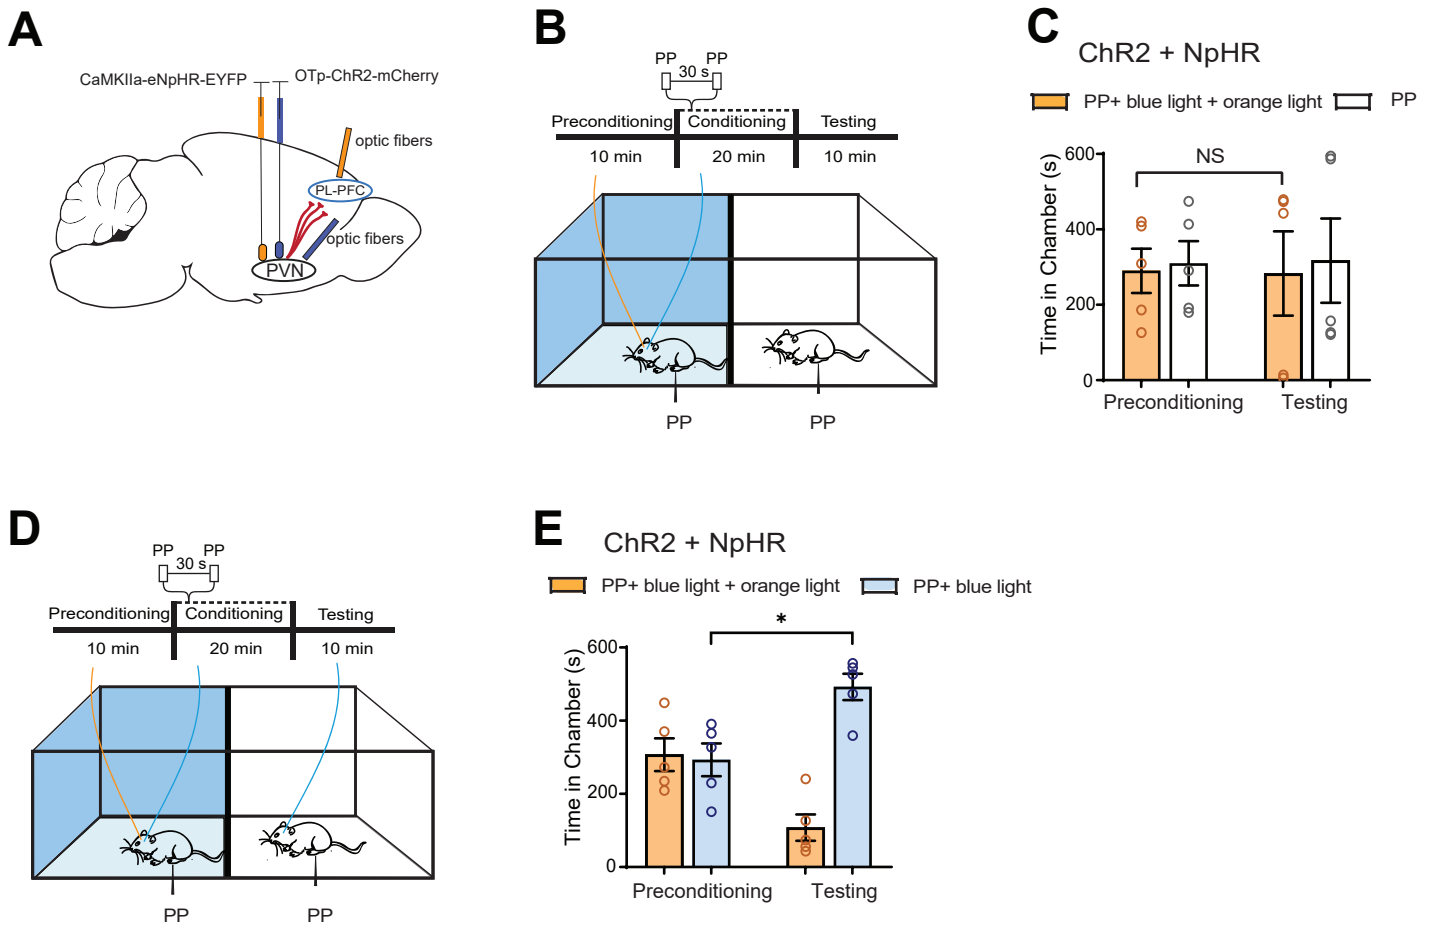 A
CaMKIIa-eNpHR-EYFP
OTp-ChR2-mCherry
optic fibers
PL-PFC
optic fibers
PVN
B
PP PP
30 s
Preconditioning Conditioning Testing
10 min 20 min 10 min
PP PP
C
ChR2 + NpHR
PP+ blue light + orange light PP
Time in Chamber (s)
600
400
200
0
NS
Preconditioning Testing
D
PP PP
30 s
Preconditioning Conditioning Testing
10 min 20 min 10 min
PP PP
E
ChR2 + NpHR
PP+ blue light + orange light PP+ blue light
Time in Chamber (s)
600
400
200
0
*
Preconditioning Testing